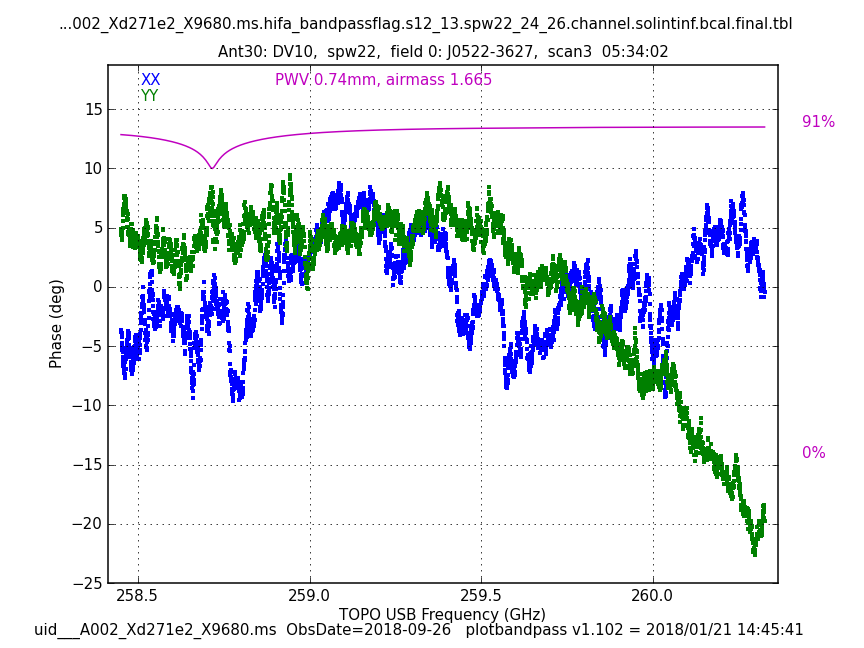 ...002_Xd271e2_X9680.ms.hifa_bandpassflag.s12_13.spw22_24_26.channel.solintinf.bcal.final.tbl
Ant30: DV10,  spw22,  field 0: J0522-3627,  scan3  05:34:02
XX
PWV 0.74mm, airmass 1.665
YY
15
91%
10
5
0
−5
−10
−15
0%
−20
−25
Phase (deg)
258.5
259.0
259.5
260.0
TOPO USB Frequency (GHz)
uid___A002_Xd271e2_X9680.ms  ObsDate=2018-09-26   plotbandpass v1.102 = 2018/01/21 14:45:41